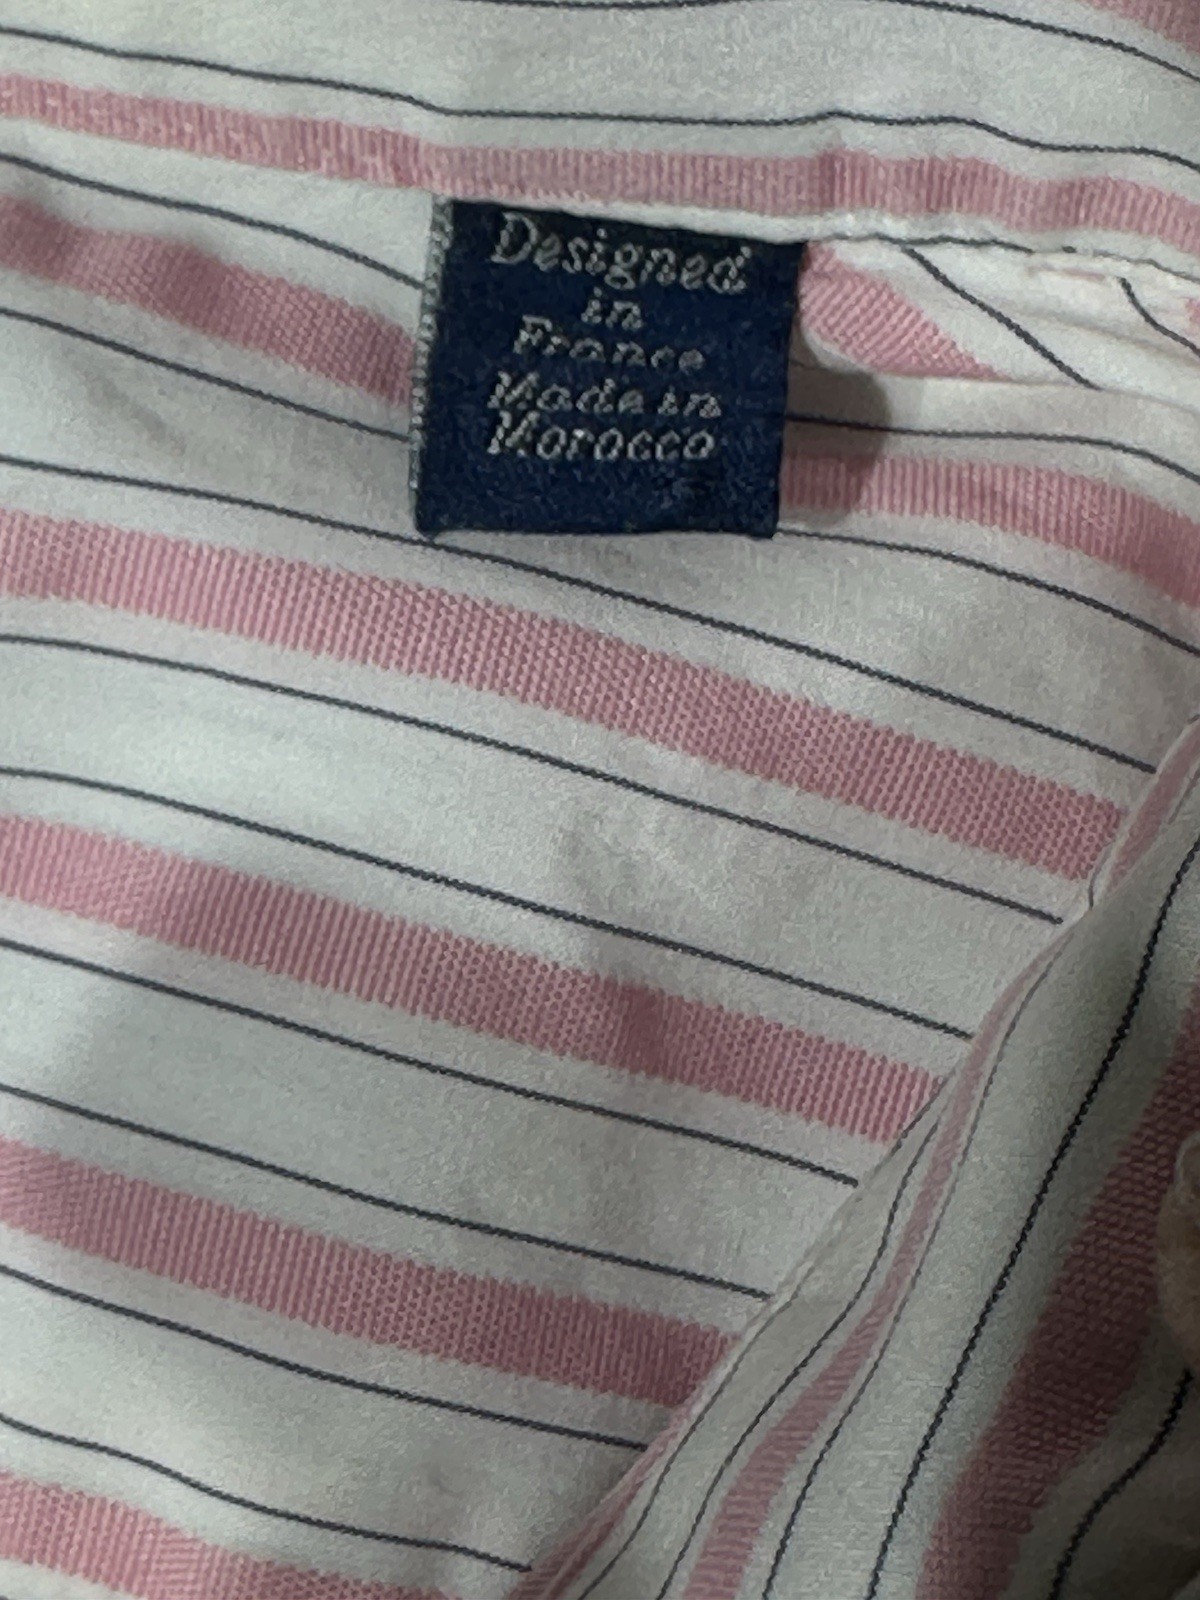 Designed
in
France
Made in
Morocco